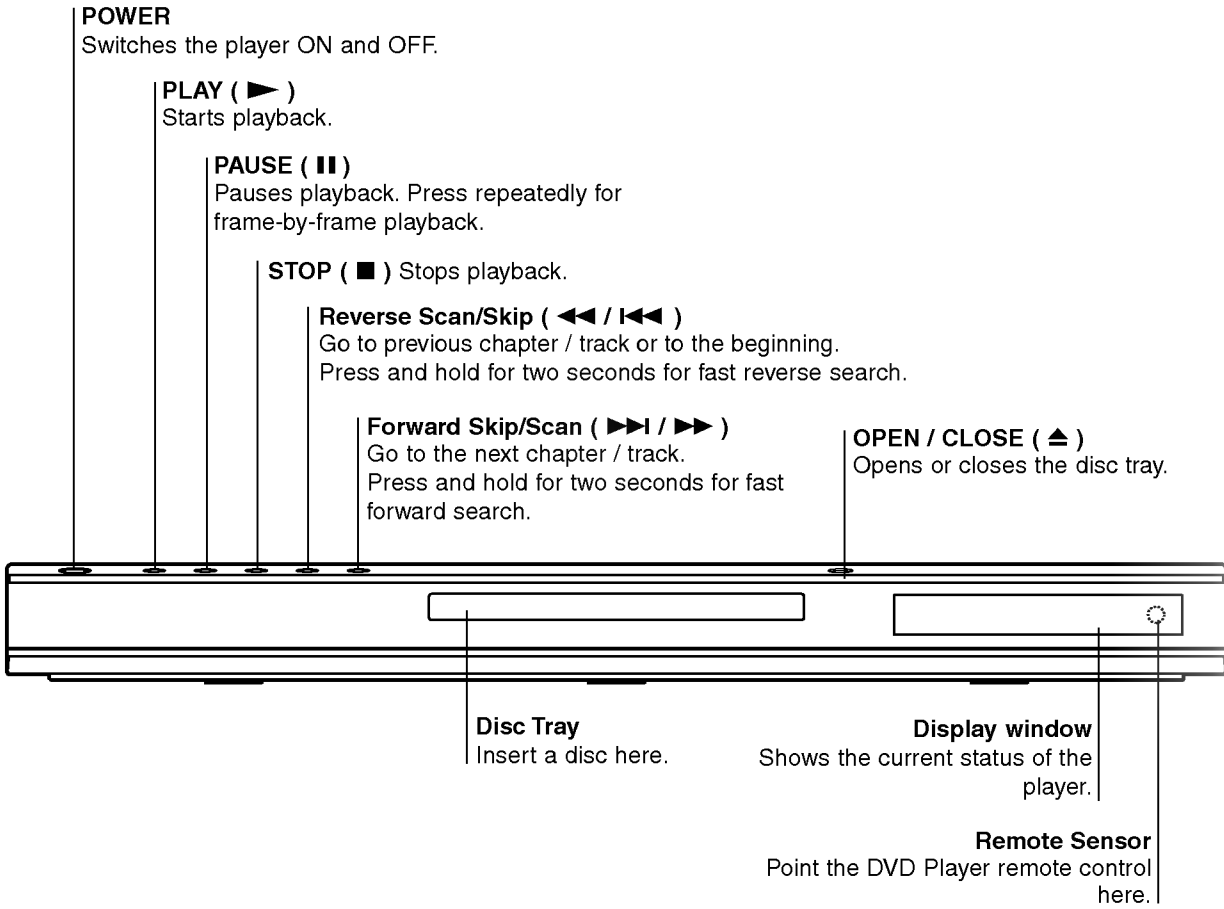 POWER
Switches the player ON and OFF.
PLAY ( ► )
Starts playback.
PAUSE ( ❚❚ )
Pauses playback. Press repeatedly for
frame-by-frame playback.
STOP ( ■ ) Stops playback.
Reverse Scan/Skip ( ◄◄ / I◄◄ )
Go to previous chapter / track or to the beginning.
Press and hold for two seconds for fast reverse search.
Forward Skip/Scan ( ►►I / ►► )
Go to the next chapter / track.
Press and hold for two seconds for fast
forward search.
OPEN / CLOSE ( ⏏ )
Opens or closes the disc tray.
Disc Tray
Insert a disc here.
Display window
Shows the current status of the
player.
Remote Sensor
Point the DVD Player remote control
here.